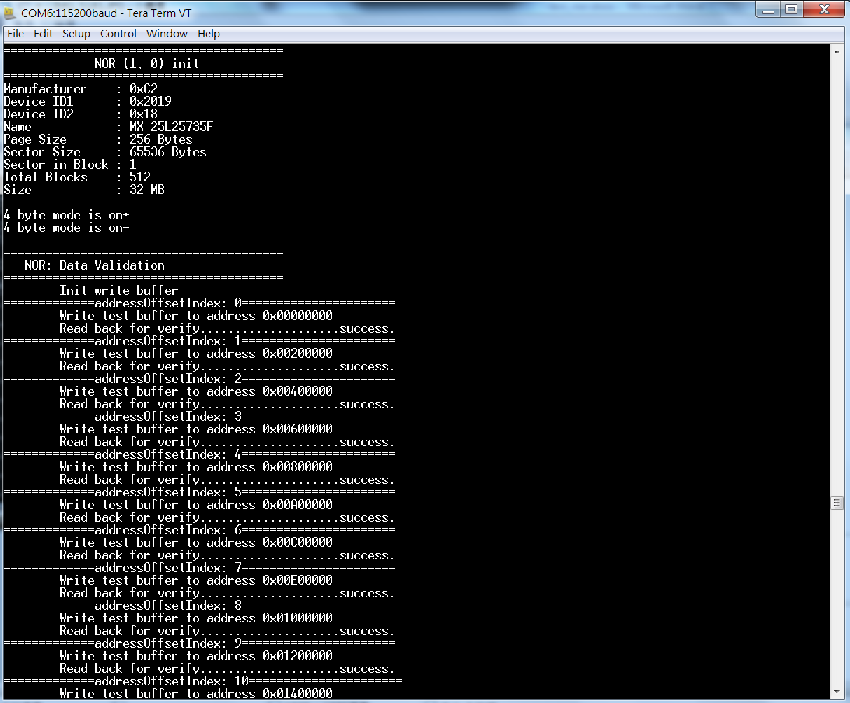 COM6:115200baud - Tera Term VT
File Edit Setup Control Window Help
========================================
NOR (1, 0) init
========================================
Manufacturer : 0xC2
Device ID1 : 0x2019
Device ID2 : 0x18
Name : MX 25L25735F
Page Size : 256 Bytes
Sector Size : 65536 Bytes
Sector in Block : 1
Total Blocks : 512
Size : 32 MB
4 byte mode is on+
4 byte mode is on-
========================================
NOR: Data Validation
========================================
Init write buffer
=============addressOffsetIndex: 0======================
Write test buffer to address 0x00000000
Read back for verify....................success.
=============addressOffsetIndex: 1======================
Write test buffer to address 0x00200000
Read back for verify....................success.
=============addressOffsetIndex: 2======================
Write test buffer to address 0x00400000
Read back for verify....................success.
addressOffsetIndex: 3
Write test buffer to address 0x00600000
Read back for verify....................success.
=============addressOffsetIndex: 4======================
Write test buffer to address 0x00800000
Read back for verify....................success.
=============addressOffsetIndex: 5======================
Write test buffer to address 0x00A00000
Read back for verify....................success.
=============addressOffsetIndex: 6======================
Write test buffer to address 0x00C00000
Read back for verify....................success.
=============addressOffsetIndex: 7======================
Write test buffer to address 0x00E00000
Read back for verify....................success.
addressOffsetIndex: 8
Write test buffer to address 0x01000000
Read back for verify....................success.
=============addressOffsetIndex: 9======================
Write test buffer to address 0x01200000
Read back for verify....................success.
=============addressOffsetIndex: 10======================
Write test buffer to address 0x01400000